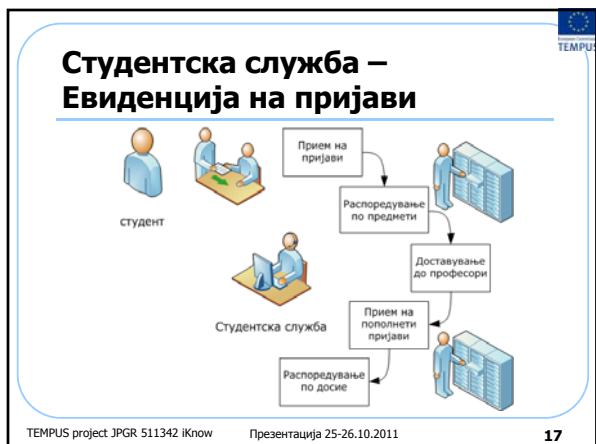 TEMPUS
Студентска служба –
Евиденција на пријави
Прием на
пријави
студент
Распоредување
по предмети
Доставување
до професори
Студентска служба
Прием на
пополнети
пријави
Распоредување
по досие
TEMPUS project JPGR 511342 iKnow
Презентација 25-26.10.2011
17